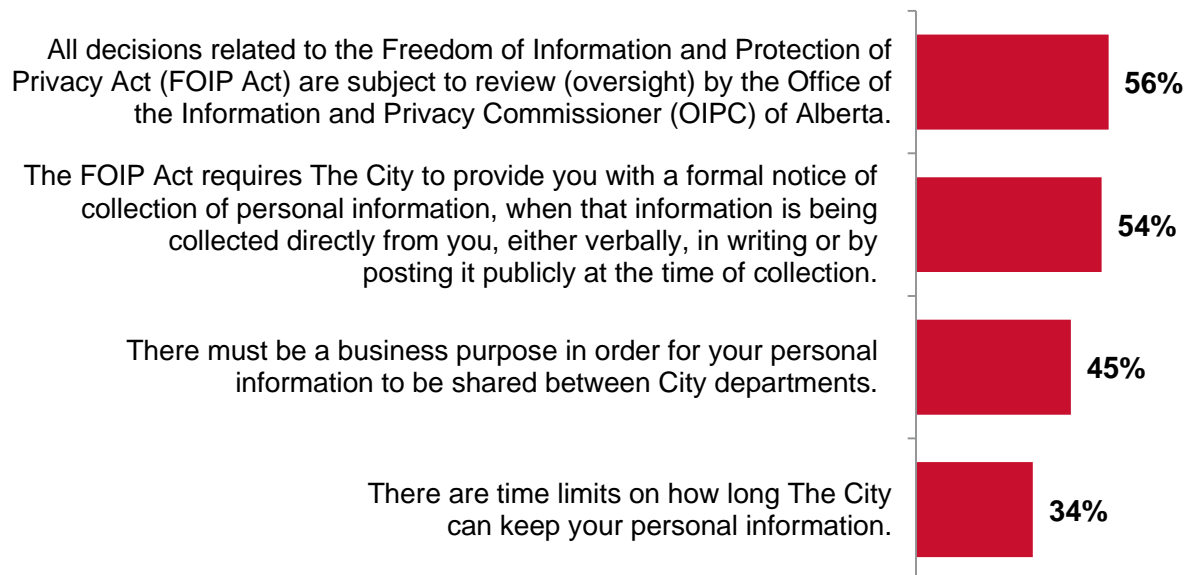 All decisions related to the Freedom of Information and Protection of
Privacy Act (FOIP Act) are subject to review (oversight) by the Office of
the Information and Privacy Commissioner (OIPC) of Alberta.
56%
The FOIP Act requires The City to provide you with a formal notice of
collection of personal information, when that information is being
collected directly from you, either verbally, in writing or by
posting it publicly at the time of collection.
54%
There must be a business purpose in order for your personal
information to be shared between City departments.
45%
There are time limits on how long The City
can keep your personal information.
34%